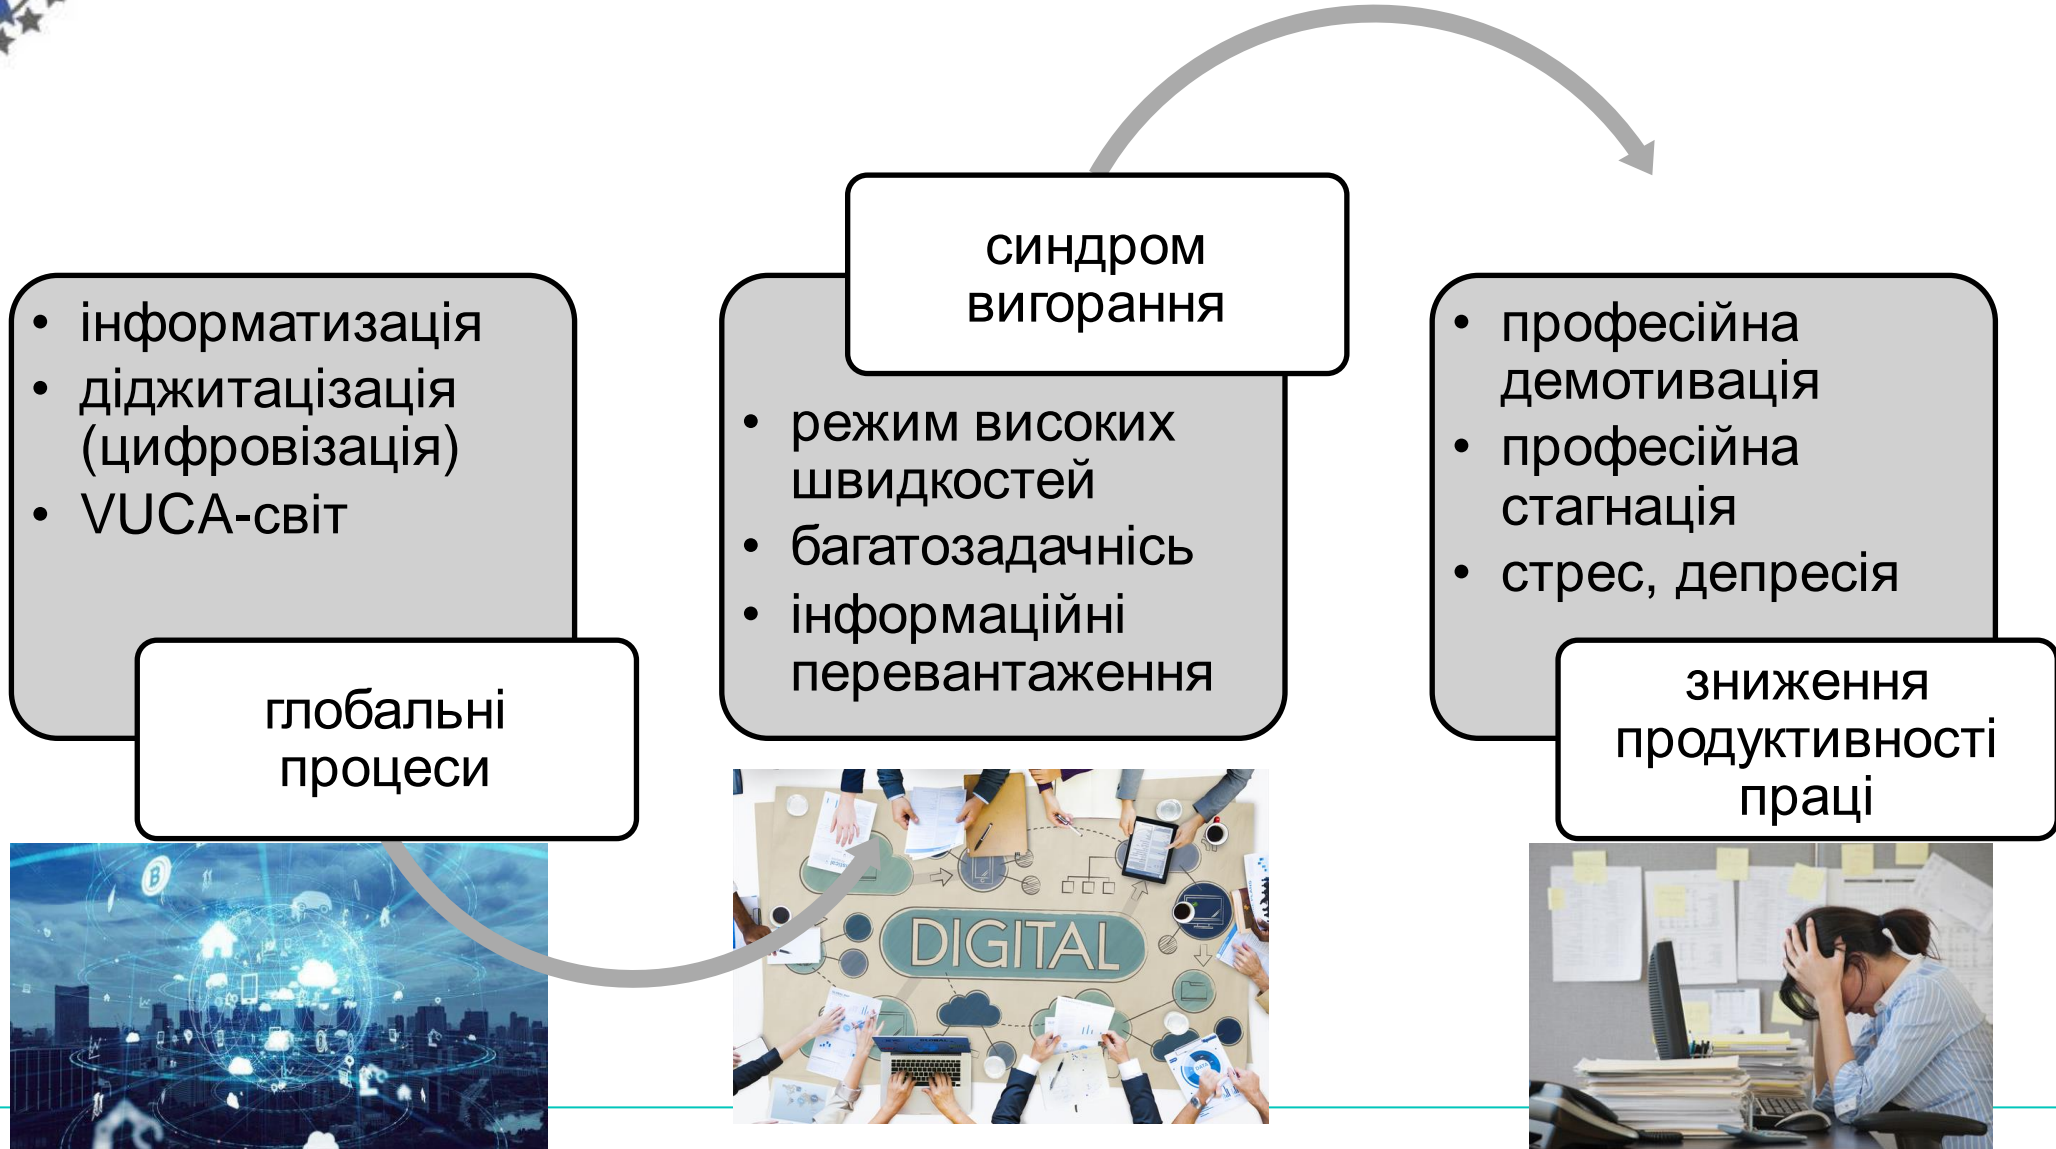 • інформатизація
• діджитацізація
(цифровізація)
• VUCA-світ
глобальні
процеси
синдром
вигорання
• режим високих
швидкостей
• багатозадачнісь
• інформаційні
перевантаження
• професійна
демотивація
• професійна
стагнація
• стрес, депресія
зниження
продуктивності
праці
DIGITAL